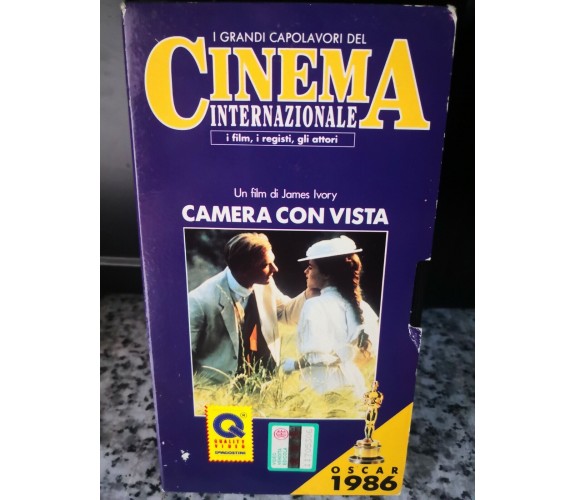 I GRANDI CAPOLAVORI DEL
CINEMA
INTERNAZIONALE
i film, i registi, gli attori
Un film di James Ivory
CAMERA CON VISTA
Q
QUALITY
VIDEO
DEAGOSTINI
OSCAR
1986